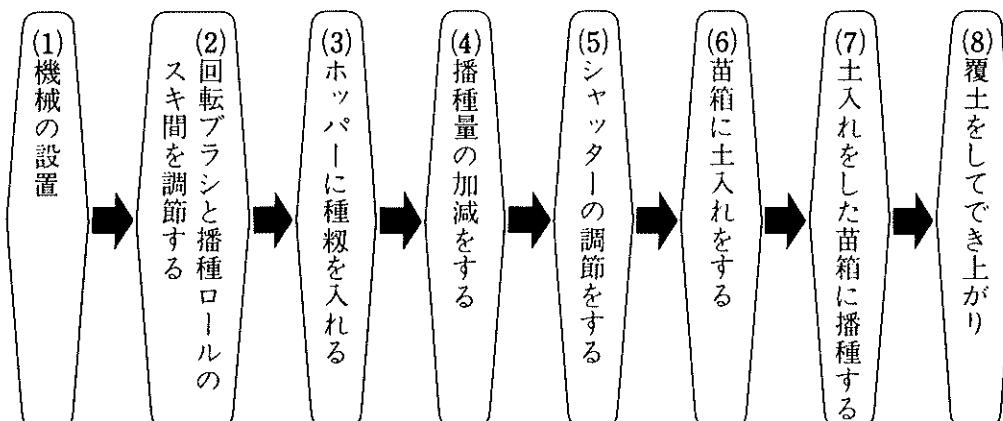 (1)機械の設置
(2)回転ブラシと播種ロールの
スキ間を調節する
(3)ホッパーに種籾を入れる
(4)播種量の加減をする
(5)シャッターの調節をする
(6)苗箱に土入れをする
(7)土入れをした苗箱に播種する
(8)覆土をしてでき上がり